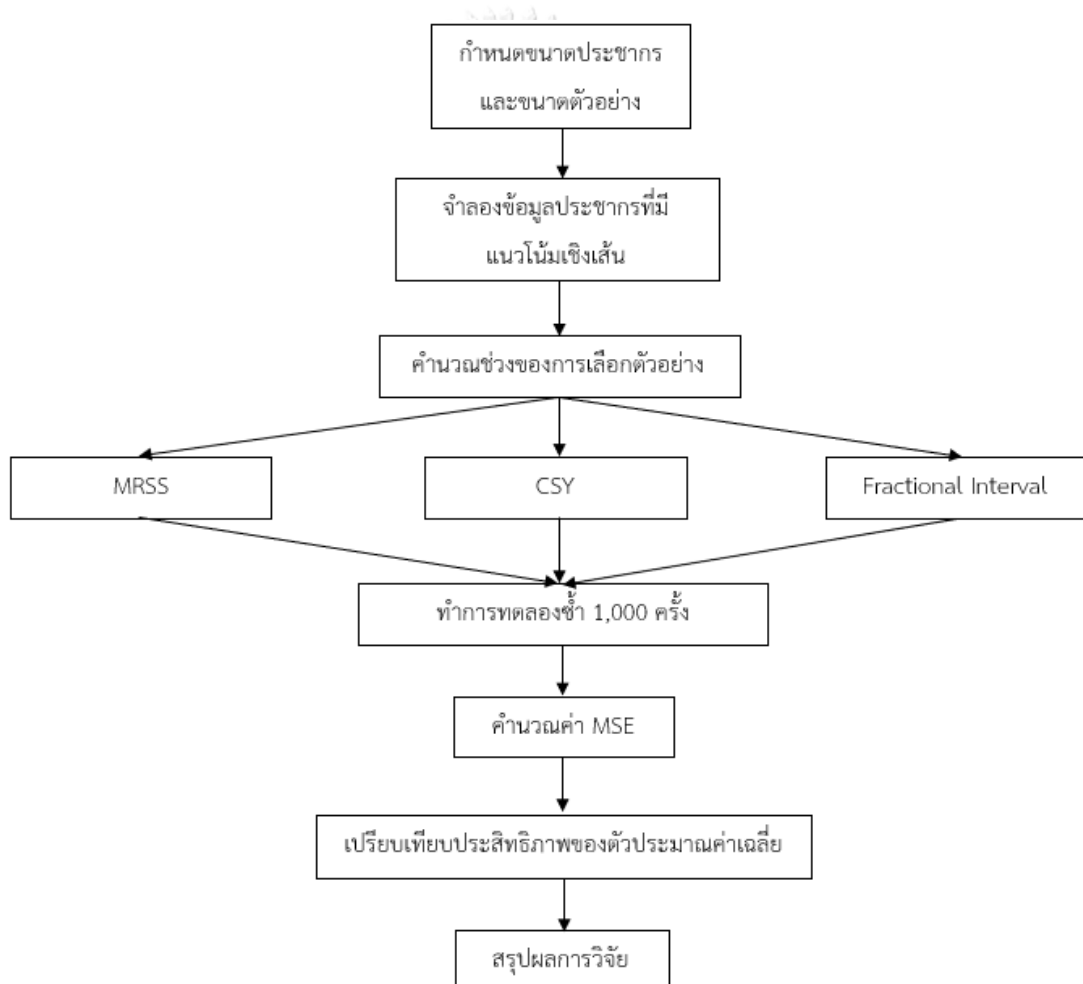 กำหนดขนาดประชากร
และขนาดตัวอย่าง
จำลองข้อมูลประชากรที่มี
แนวโน้มเชิงเส้น
คำนวณช่วงของการเลือกตัวอย่าง
MRSS
CSY
Fractional Interval
ทำการทดลองซ้ำ 1,000 ครั้ง
คำนวณค่า MSE
เปรียบเทียบประสิทธิภาพของตัวประมาณค่าเฉลี่ย
สรุปผลการวิจัย